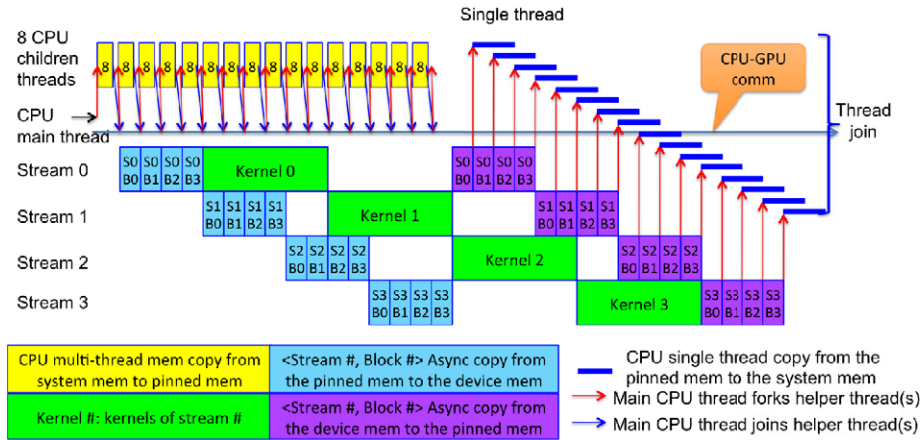 Single thread
8 CPU
children
threads
8 8 8 8 8 8 8 8 8 8 8 8 8 8 8 8
CPU-GPU
comm
Thread
join
CPU
main thread
Stream 0
S0 S0 S0 S0
B0 B1 B2 B3
Kernel 0
S0 S0 S0 S0
B0 B1 B2 B3
Stream 1
S1 S1 S1 S1
B0 B1 B2 B3
Kernel 1
S1 S1 S1 S1
B0 B1 B2 B3
Stream 2
S2 S2 S2 S2
B0 B1 B2 B3
Kernel 2
S2 S2 S2 S2
B0 B1 B2 B3
Stream 3
S3 S3 S3 S3
B0 B1 B2 B3
Kernel 3
S3 S3 S3 S3
B0 B1 B2 B3
CPU multi-thread mem copy from
system mem to pinned mem
<Stream #, Block #> Async copy from
the pinned mem to the device mem
Kernel #: kernels of stream #
<Stream #, Block #> Async copy from
the device mem to the pinned mem
CPU single thread copy from the
pinned mem to the system mem
Main CPU thread forks helper thread(s)
Main CPU thread joins helper thread(s)